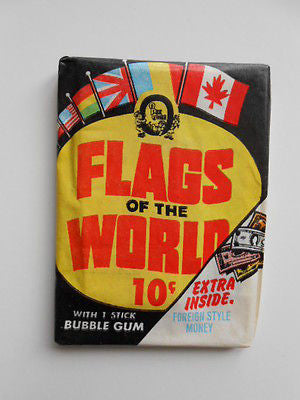 FLAGS
OF THE
WORLD
10¢
EXTRA
INSIDE.
FOREIGN STYLE
MONEY
WITH 1 STICK
BUBBLE GUM